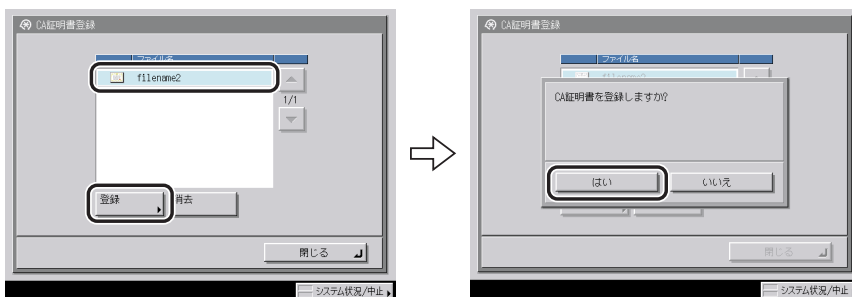 CA証明書登録
ファイル名
filename2
1/1
登録
消去
閉じる
システム状況/中止
CA証明書登録
ファイル名
filename2
CA証明書を登録しますか?
はい
いいえ
閉じる
システム状況/中止